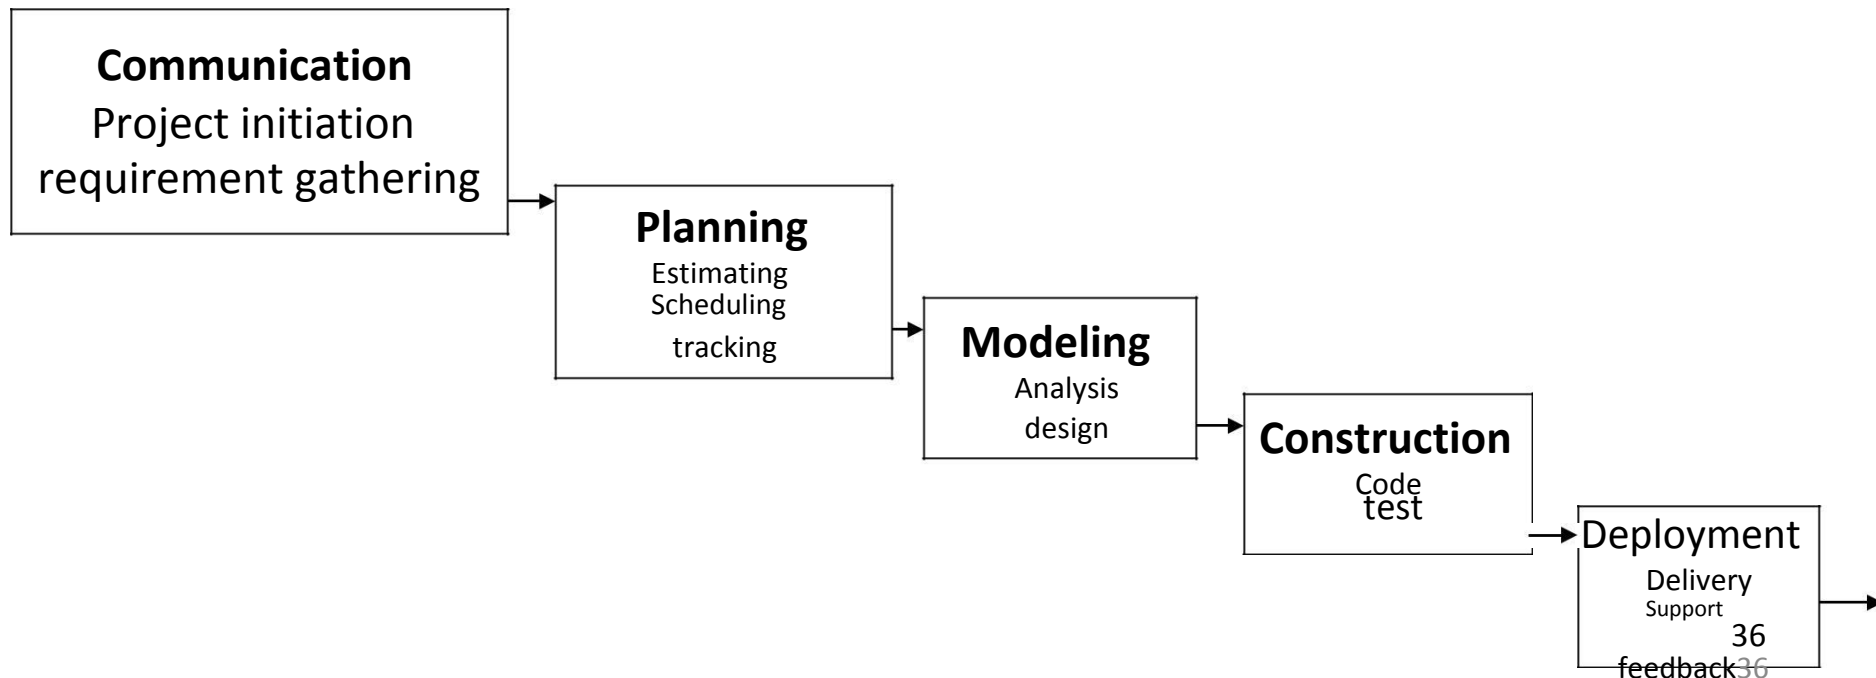 Communication
Project initiation
requirement gathering
Planning
Estimating
Scheduling
tracking
Modeling
Analysis
design
Construction
Code
test
Deployment
Delivery
Support
36
feedback36